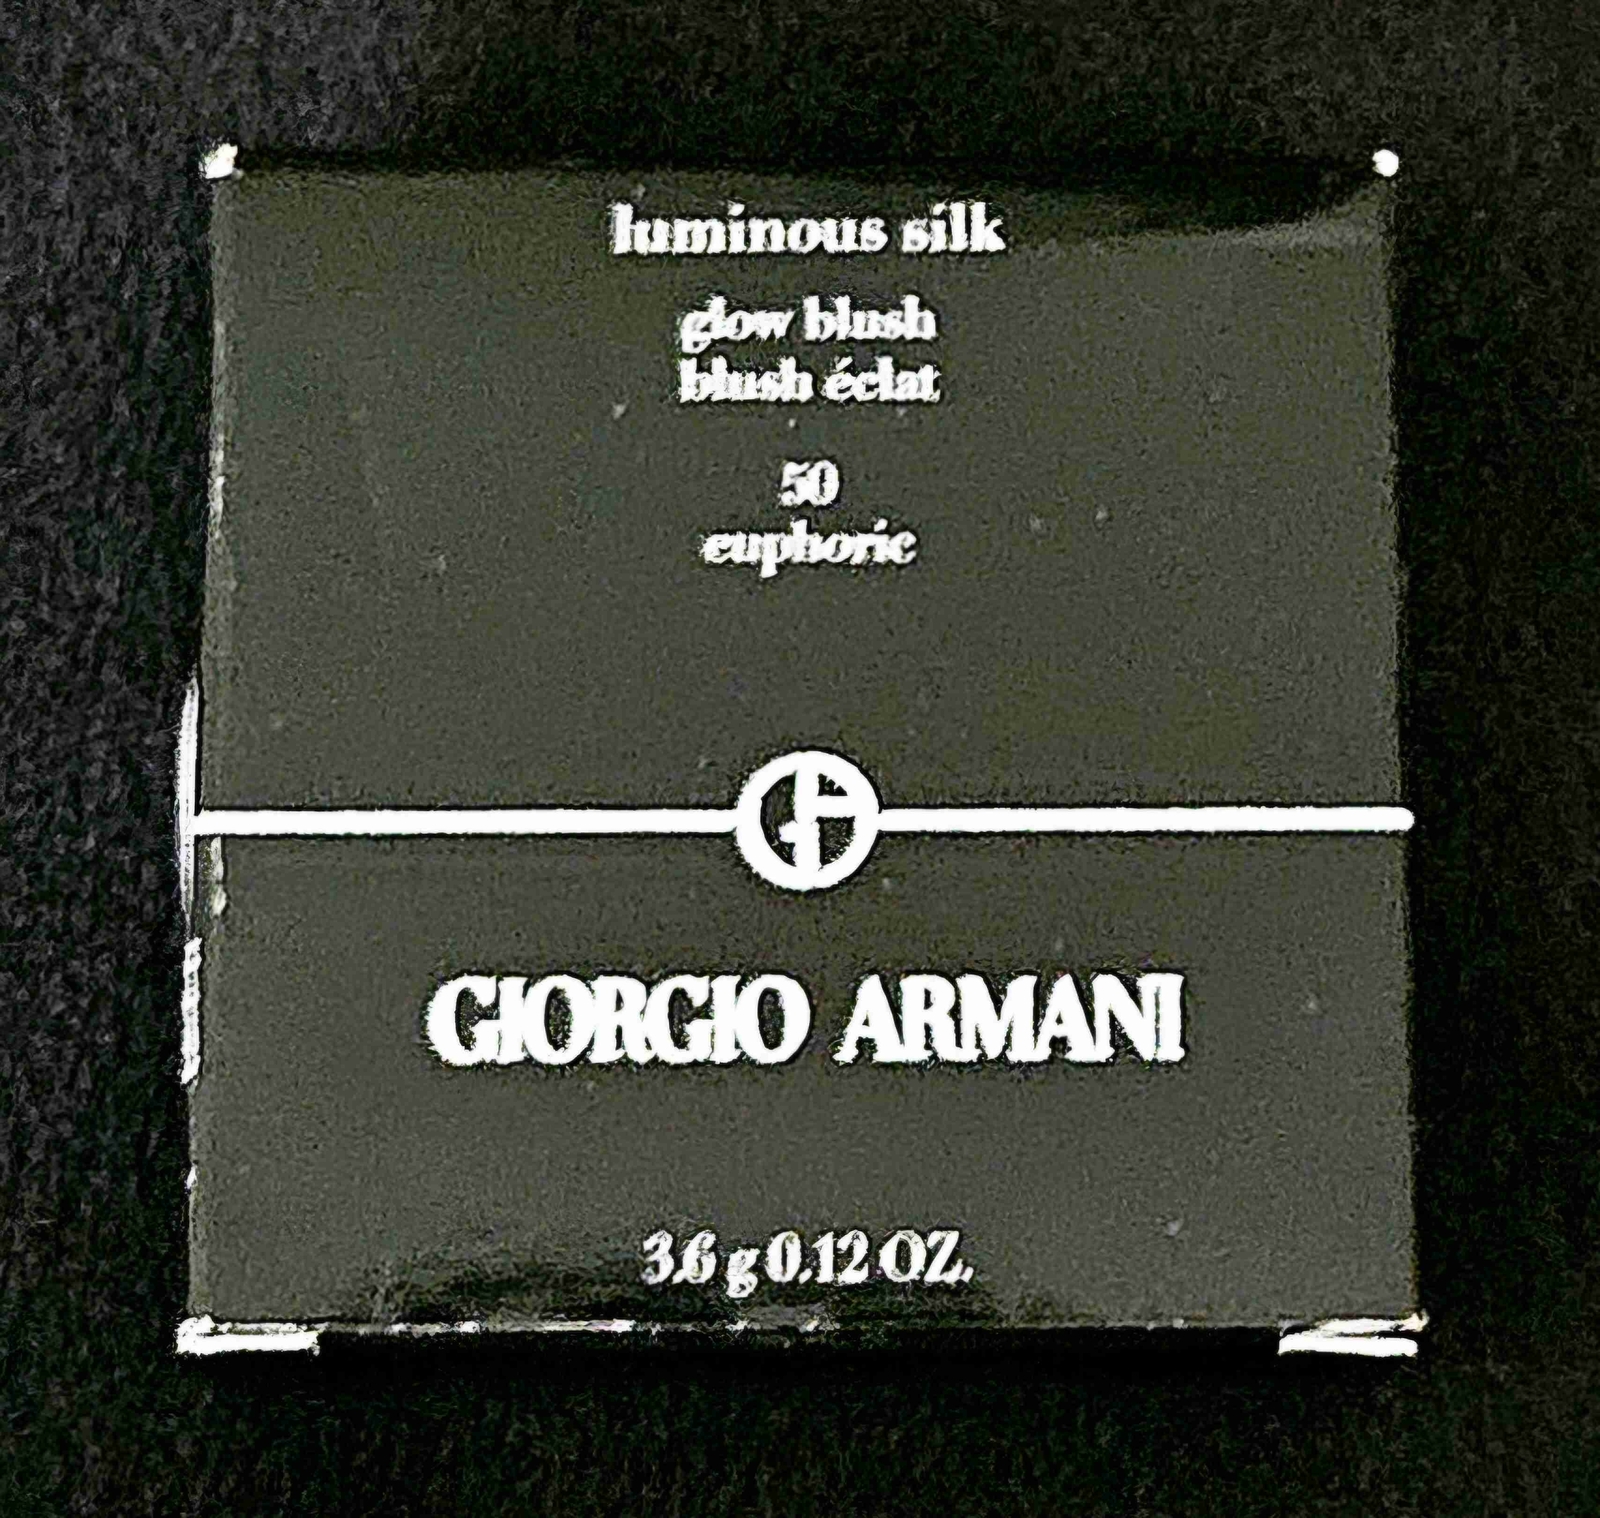 luminous silk
glow blush
blush éclat
50
euphoric
GIORGIO ARMANI
3.6 g 0.12 OZ.